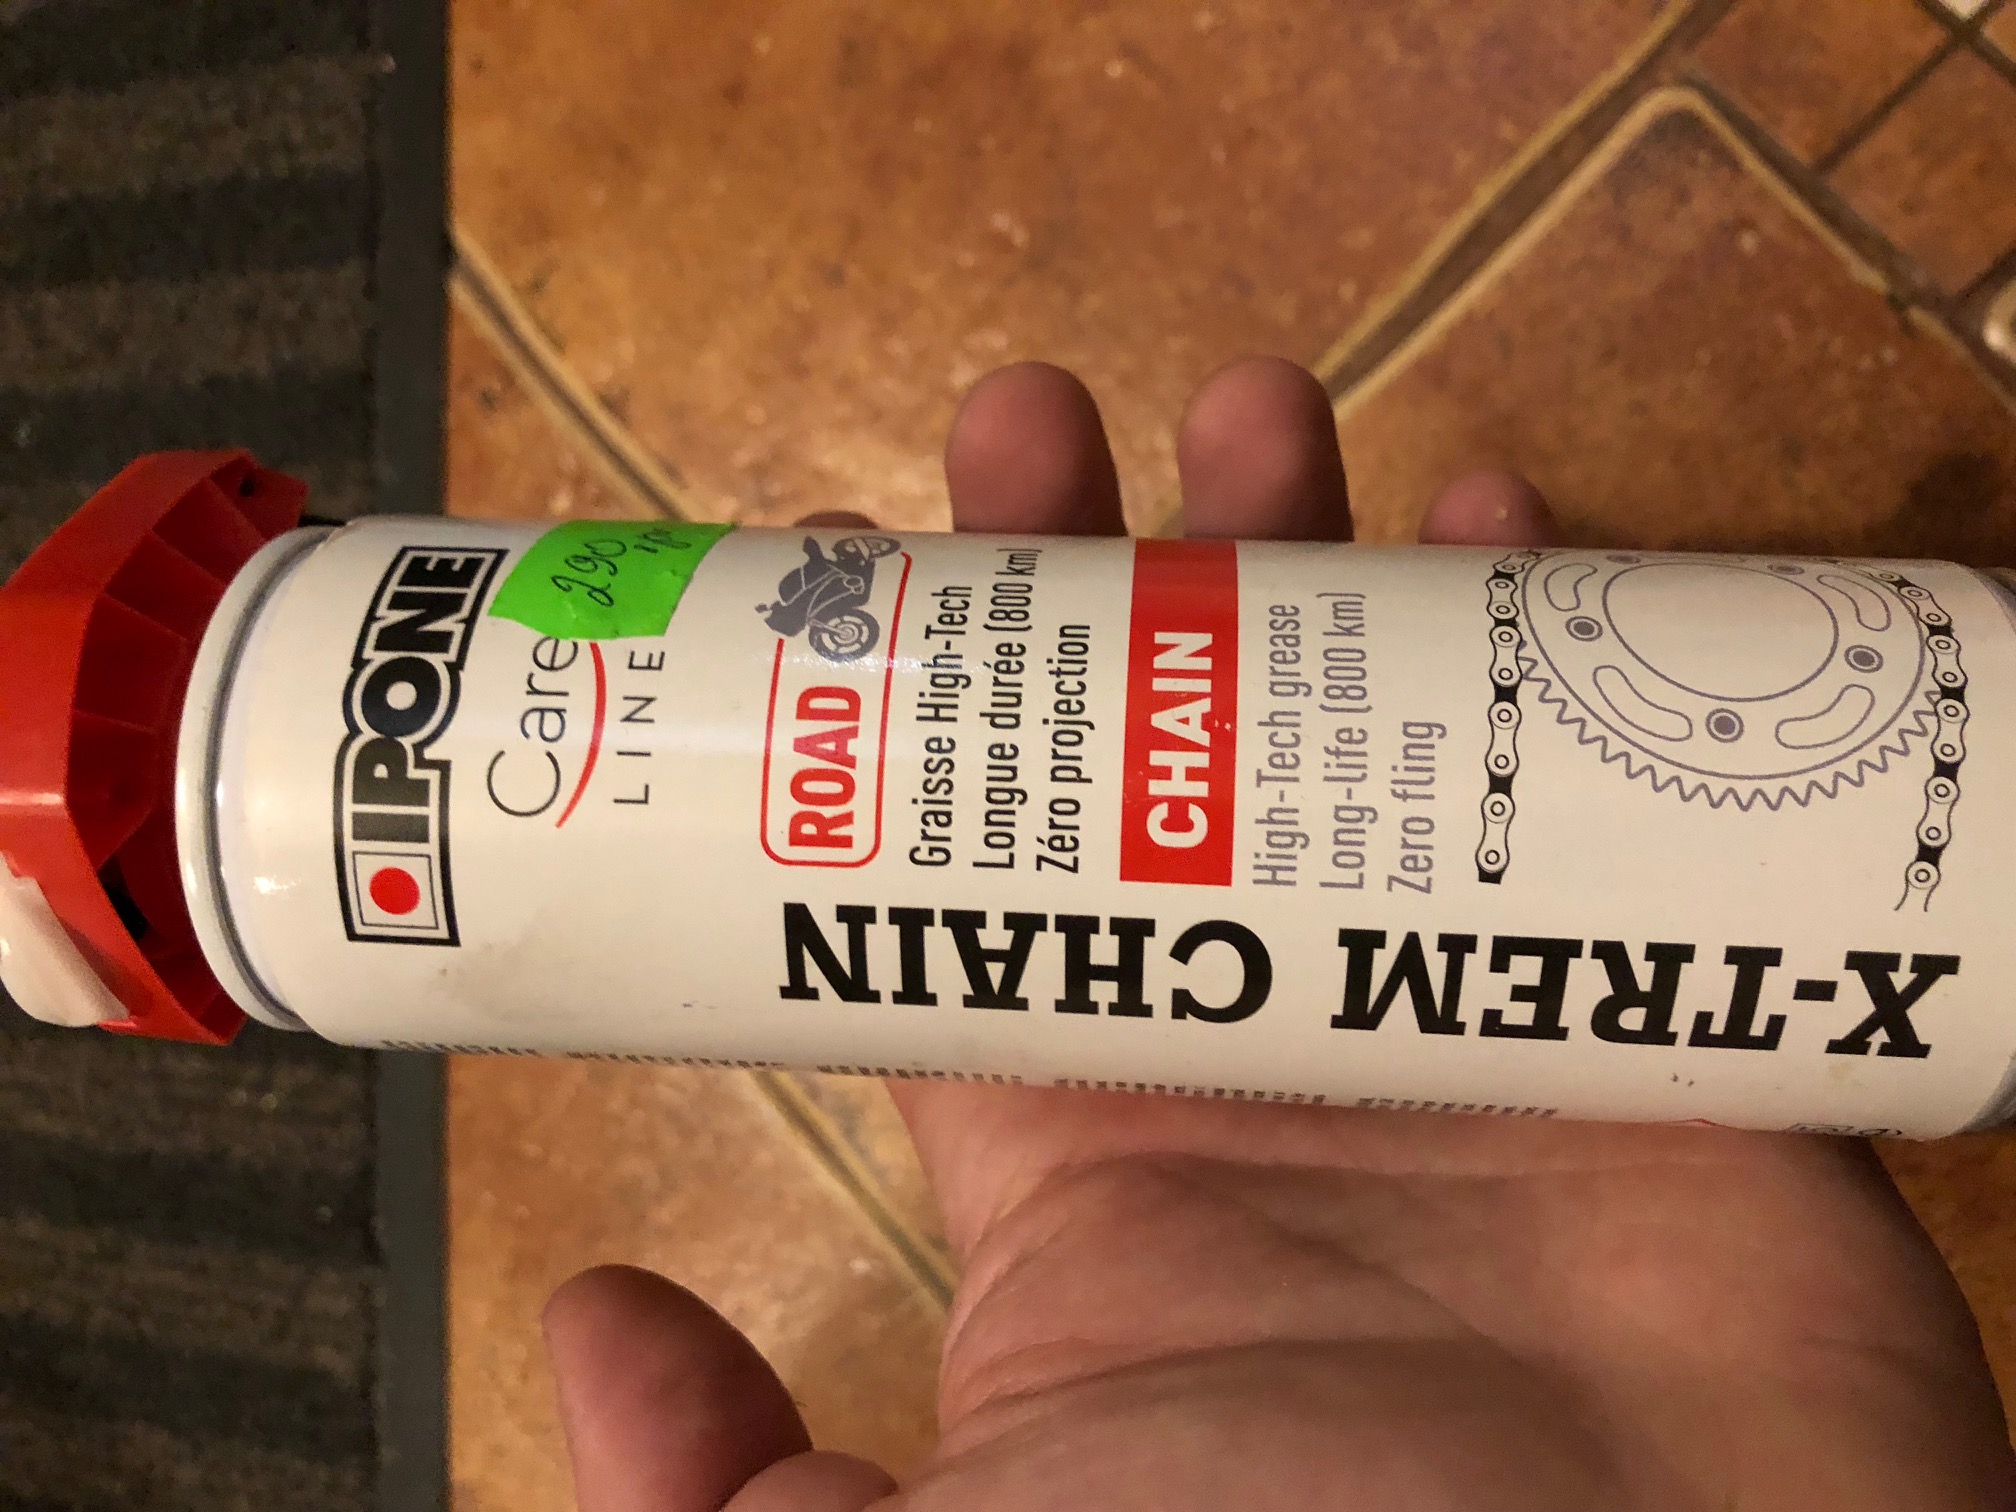 IPONE
Care
LINE
290
ROAD
Graisse High-Tech
Longue durée (800 km)
Zéro projection
CHAIN
High-Tech grease
Long-life (800 km)
Zero fling
X-TREM CHAIN